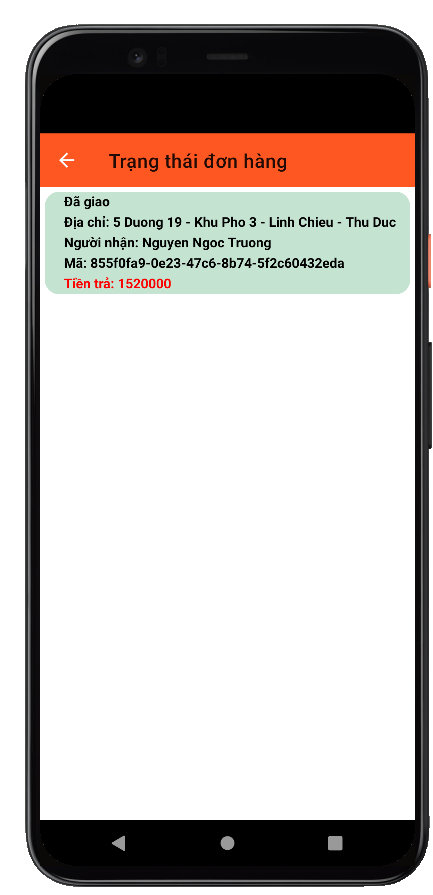 Trạng thái đơn hàng
Đã giao
Địa chỉ: 5 Duong 19 - Khu Pho 3 - Linh Chieu - Thu Duc
Người nhận: Nguyen Ngoc Truong
Mã: 855f0fa9-0e23-47c6-8b74-5f2c60432eda
Tiền trả: 1520000